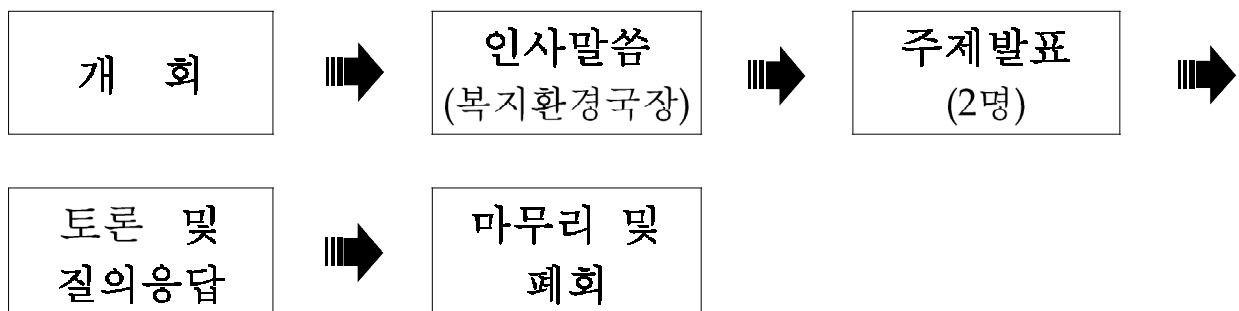 개 회
인사말씀
(복지환경국장)
주제발표
(2명)
토론 및
질의응답
마무리 및
폐회